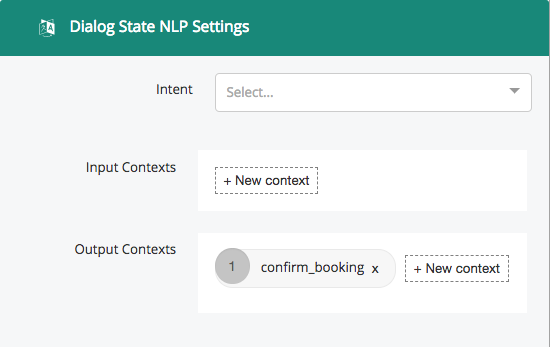 Dialog State NLP Settings
Intent Select...
Input Contexts
+ New context
Output Contexts
1 confirm_booking x + New context